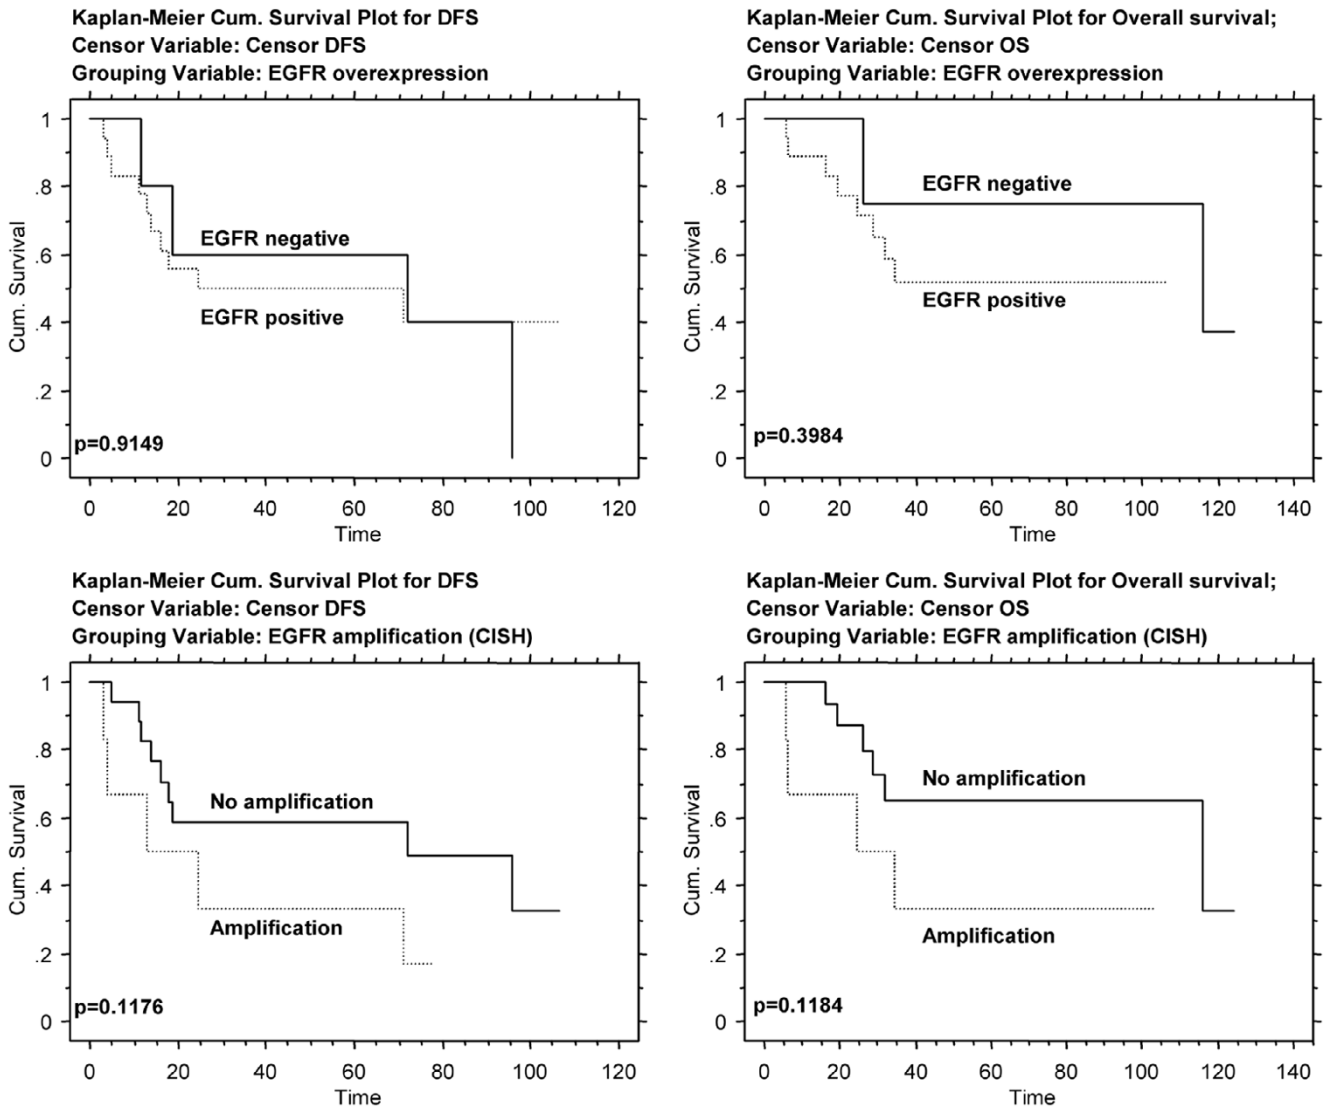 Kaplan-Meier Cum. Survival Plot for DFS
Censor Variable: Censor DFS
Grouping Variable: EGFR overexpression
1
.8
.6
.4
.2
0
Cum. Survival
EGFR negative
EGFR positive
p=0.9149
0 20 40 60 80 100 120
Time
Kaplan-Meier Cum. Survival Plot for Overall survival;
Censor Variable: Censor OS
Grouping Variable: EGFR overexpression
1
.8
.6
.4
.2
0
Cum. Survival
EGFR negative
EGFR positive
p=0.3984
0 20 40 60 80 100 120 140
Time
Kaplan-Meier Cum. Survival Plot for DFS
Censor Variable: Censor DFS
Grouping Variable: EGFR amplification (CISH)
1
.8
.6
.4
.2
0
Cum. Survival
No amplification
Amplification
p=0.1176
0 20 40 60 80 100 120
Time
Kaplan-Meier Cum. Survival Plot for Overall survival;
Censor Variable: Censor OS
Grouping Variable: EGFR amplification (CISH)
1
.8
.6
.4
.2
0
Cum. Survival
No amplification
Amplification
p=0.1184
0 20 40 60 80 100 120 140
Time